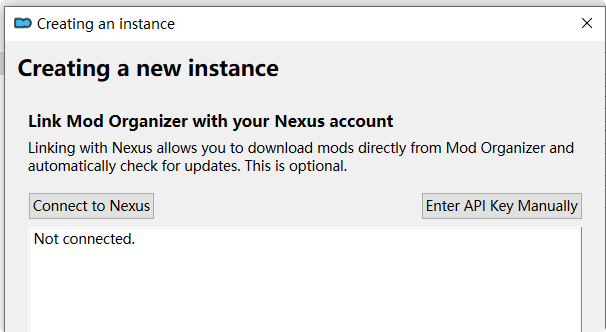 Creating an instance
Creating a new instance
Link Mod Organizer with your Nexus account
Linking with Nexus allows you to download mods directly from Mod Organizer and
automatically check for updates. This is optional.
Connect to Nexus
Enter API Key Manually
Not connected.